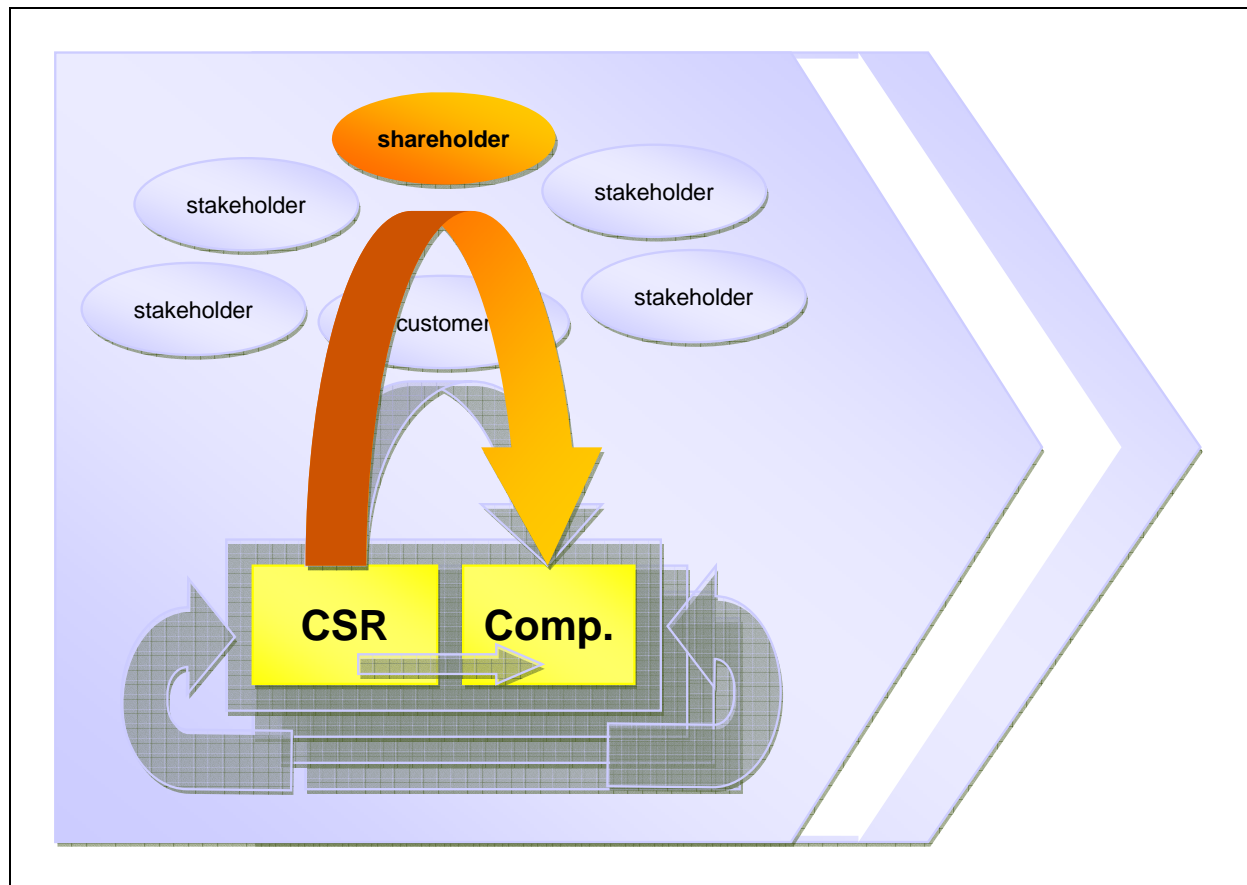 shareholder
stakeholder
stakeholder
stakeholder
customer
stakeholder
CSR
Comp.